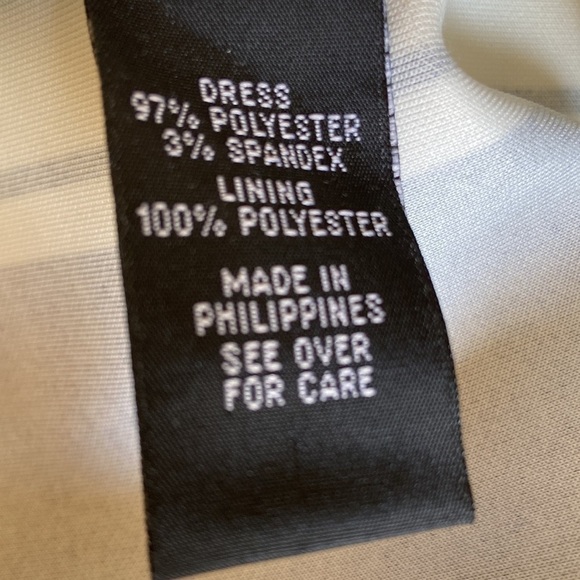 DRESS
97% POLYESTER
3% SPANDEX
LINING
100% POLYESTER
MADE IN
PHILIPPINES
SEE OVER
FOR CARE